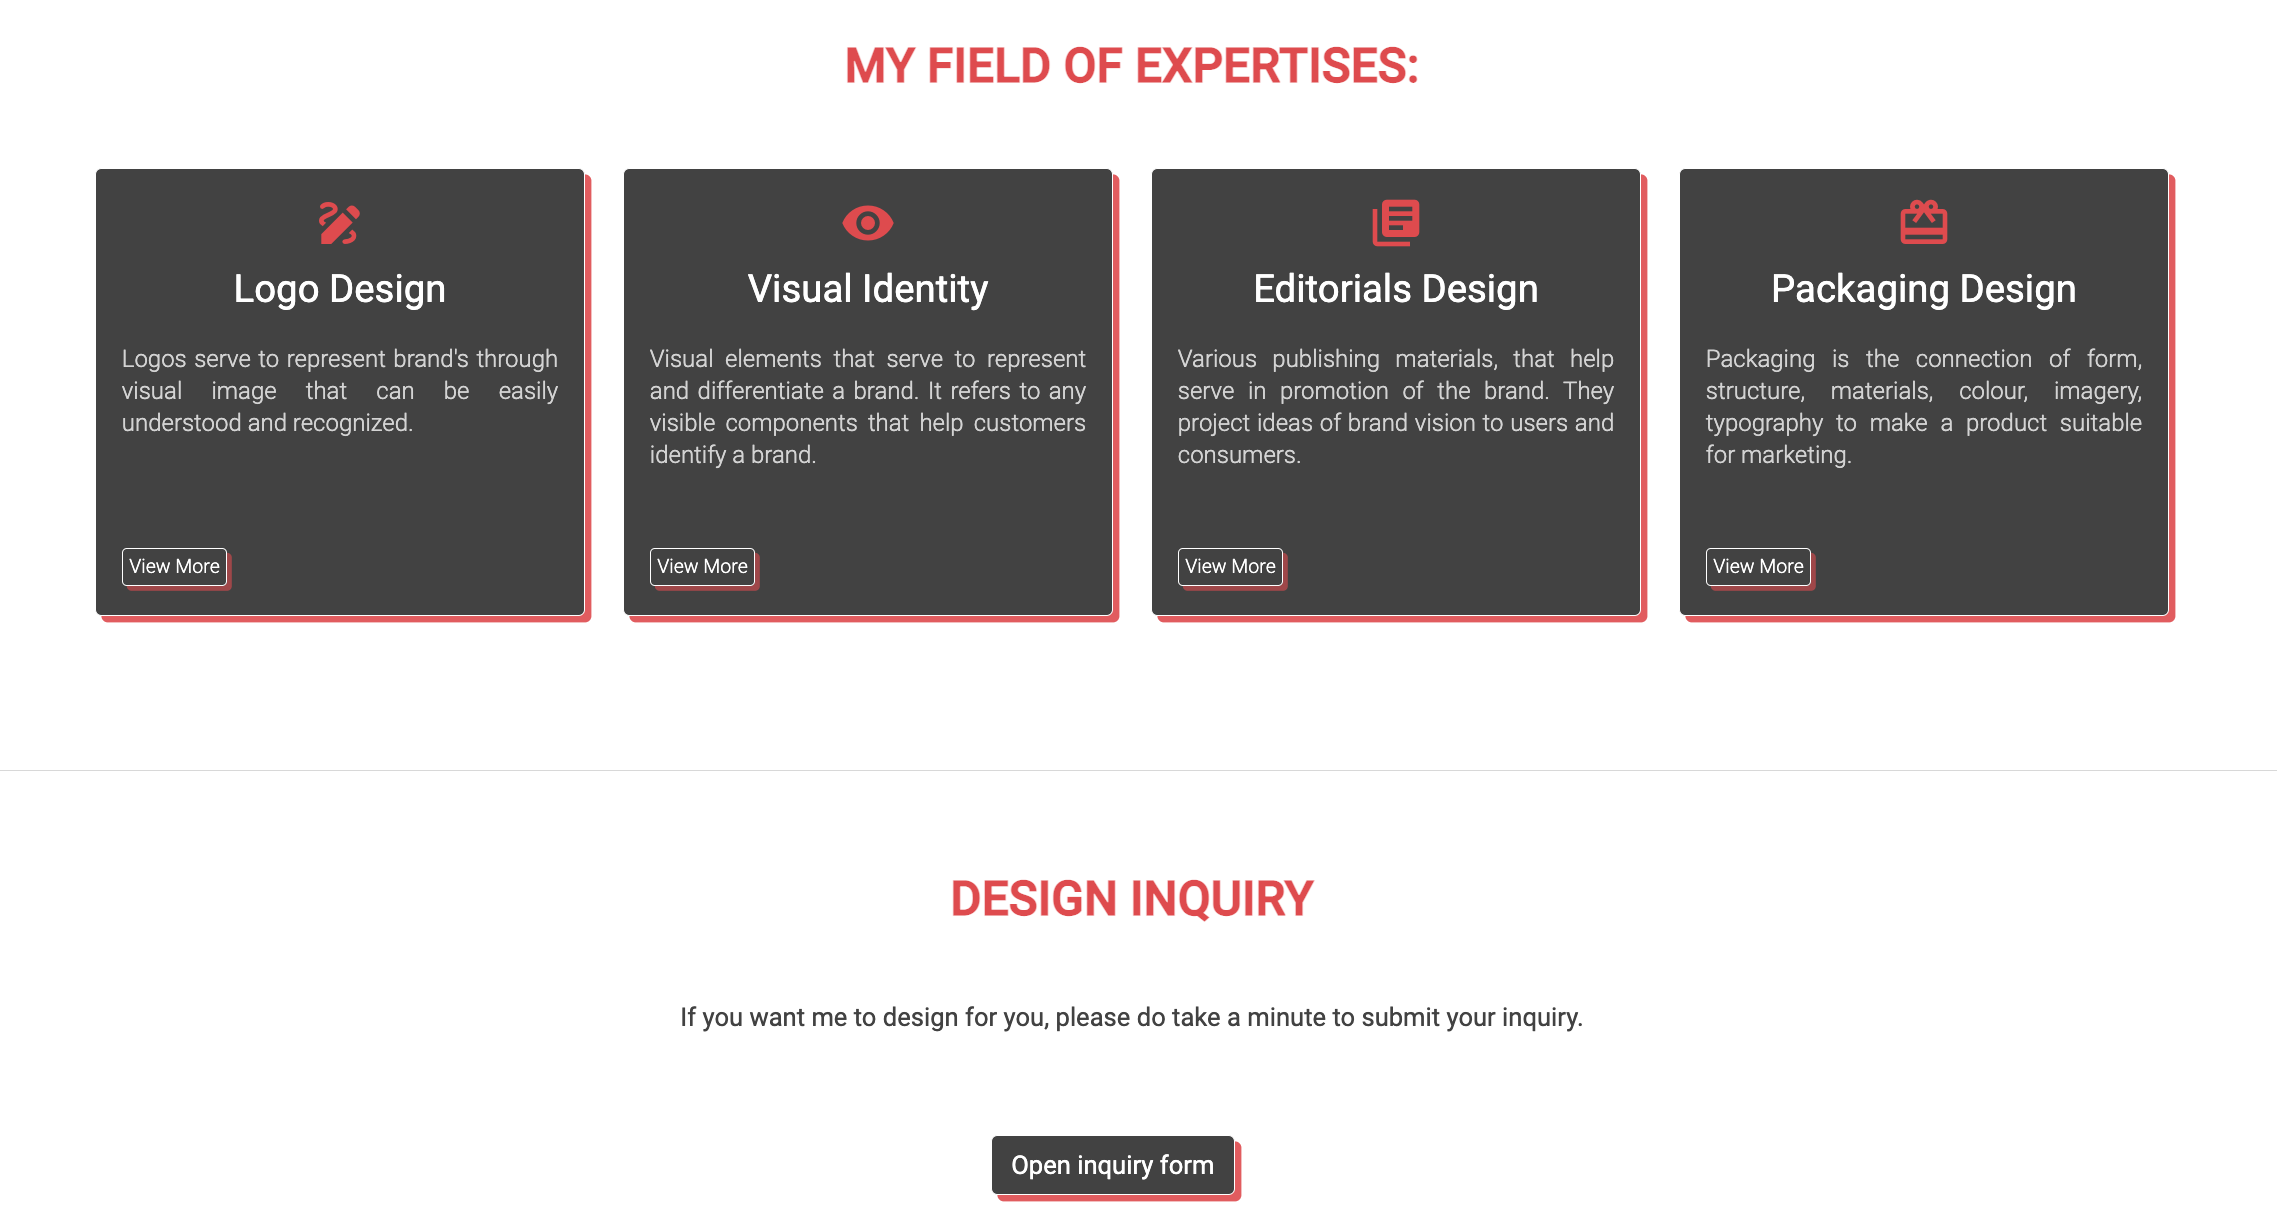 MY FIELD OF EXPERTISES:
Logo Design
Logos serve to represent brand's through
visual image that can be easily
understood and recognized.
View More
Visual Identity
Visual elements that serve to represent
and differentiate a brand. It refers to any
visible components that help customers
identify a brand.
View More
Editorials Design
Various publishing materials, that help
serve in promotion of the brand. They
project ideas of brand vision to users and
consumers.
View More
Packaging Design
Packaging is the connection of form,
structure, materials, colour, imagery,
typography to make a product suitable
for marketing.
View More
DESIGN INQUIRY
If you want me to design for you, please do take a minute to submit your inquiry.
Open inquiry form